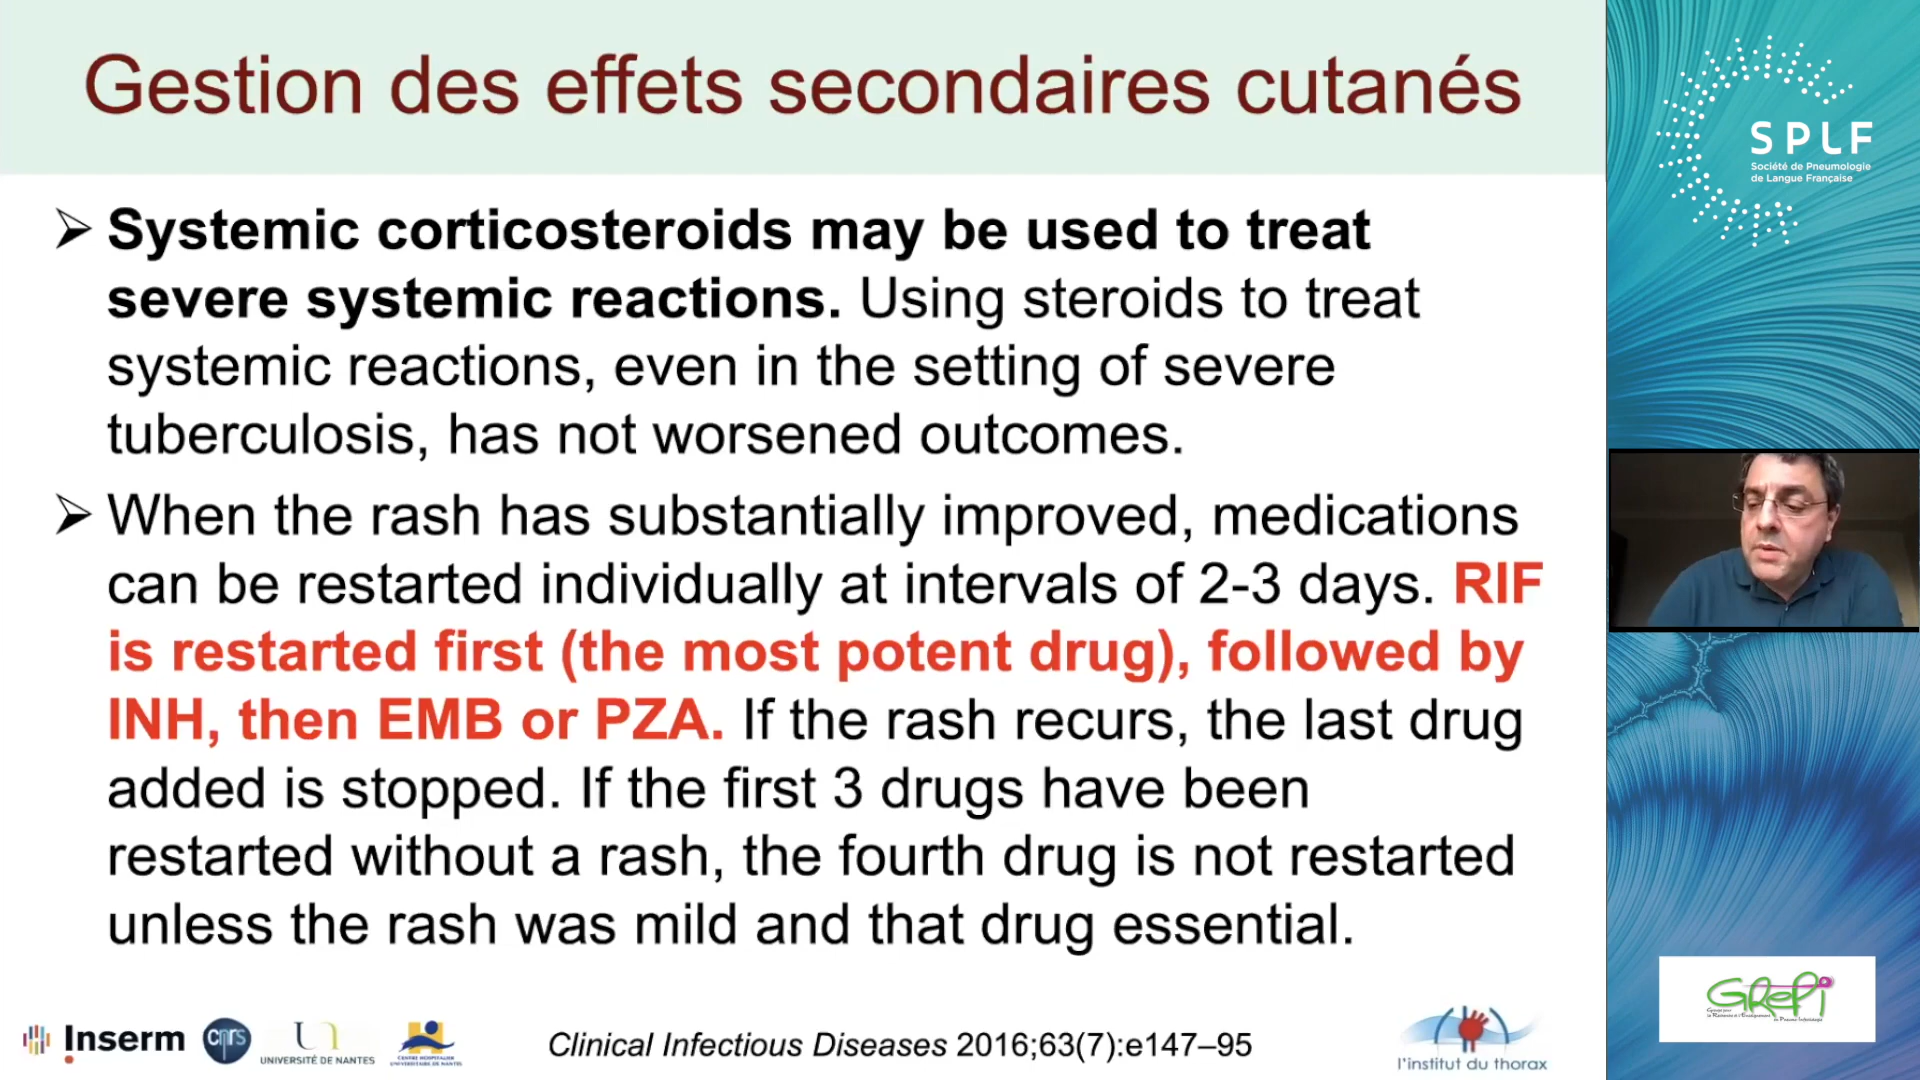 Gestion des effets secondaires cutanés
➢ Systemic corticosteroids may be used to treat
severe systemic reactions. Using steroids to treat
systemic reactions, even in the setting of severe
tuberculosis, has not worsened outcomes.
➢ When the rash has substantially improved, medications
can be restarted individually at intervals of 2-3 days. RIF
is restarted first (the most potent drug), followed by
INH, then EMB or PZA. If the rash recurs, the last drug
added is stopped. If the first 3 drugs have been
restarted without a rash, the fourth drug is not restarted
unless the rash was mild and that drug essential.
Inserm
cnrs
UNIVERSITÉ DE NANTES
CENTRE HOSPITALIER
UNIVERSITAIRE DE NANTES
Clinical Infectious Diseases 2016;63(7):e147–95
l'institut du thorax
SPLF
Société de Pneumologie
de Langue Française
GREPI